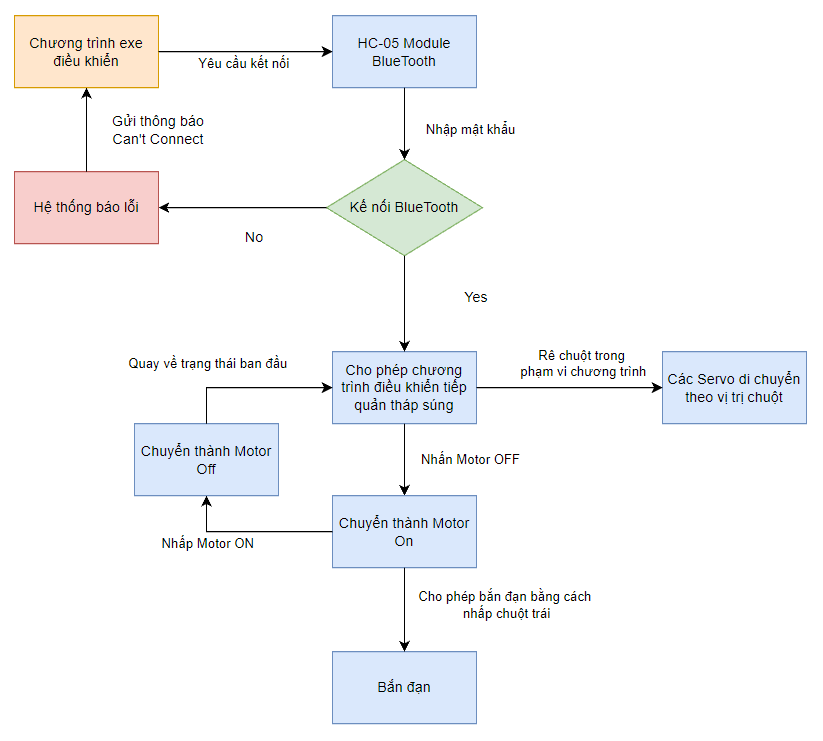 Chương trình exe
điều khiển
Yêu cầu kết nối
HC-05 Module
BlueTooth
Gửi thông báo
Can't Connect
Nhập mật khẩu
Hệ thống báo lỗi
Kế nối BlueTooth
No
Yes
Quay về trạng thái ban đầu
Cho phép chương
trình điều khiển tiếp
quản tháp súng
Rê chuột trong
phạm vi chương trình
Các Servo di chuyển
theo vị trị chuột
Chuyển thành Motor
Off
Nhấn Motor OFF
Nhấp Motor ON
Chuyển thành Motor
On
Cho phép bắn đạn bằng cách
nhấp chuột trái
Bắn đạn